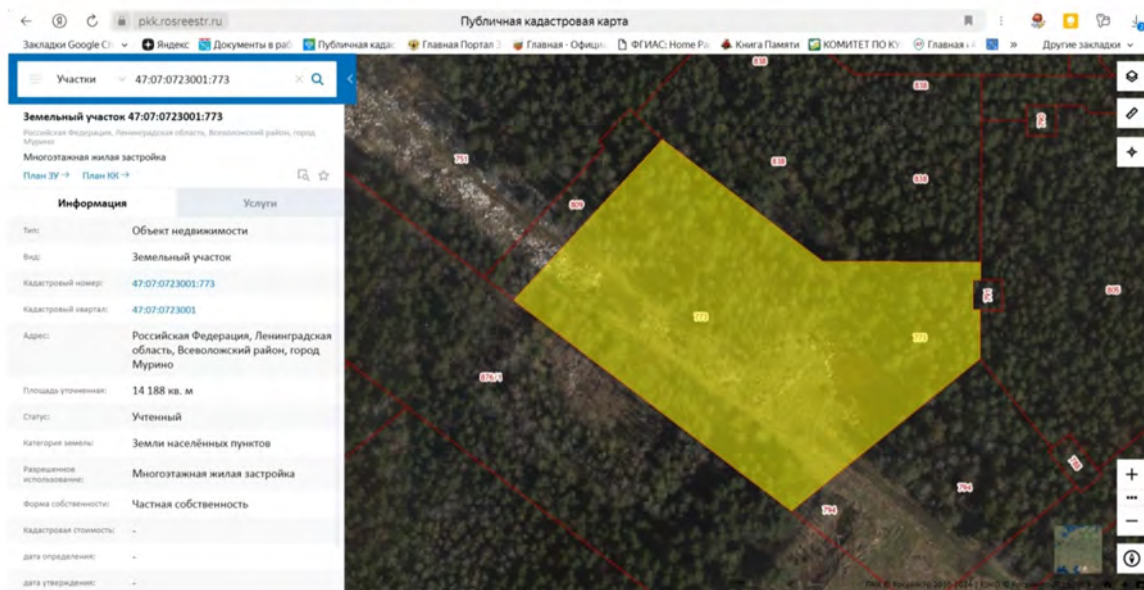 pkk.rosreestr.ru
Публичная кадастровая карта
Закладки Google
Яндекс
Документы в раб
Публичная кадас
Главная Портал
Главная - Официа
ФГИАС: Home Pa
Книга Памяти
КОМИТЕТ ПО КУ
Главная
»
Другие закладки
Участки
47:07:0723001:773
Земельный участок 47:07:0723001:773
Российская Федерация, Ленинградская область, Всеволожский район, город
Мурино
Многоэтажная жилая застройка
План ЗУ → План КК →
Информация
Услуги
Тип: Объект недвижимости
Вид: Земельный участок
Кадастровый номер: 47:07:0723001:773
Кадастровый квартал: 47:07:0723001
Адрес: Российская Федерация, Ленинградская
область, Всеволожский район, город
Мурино
Площадь уточненная: 14 188 кв. м
Статус: Учтенный
Категория земель: Земли населённых пунктов
Разрешенное
использование: Многоэтажная жилая застройка
Форма собственности: Частная собственность
Кадастровая стоимость: -
дата определения: -
дата утверждения: -
838
838
751
838
838
809
773
773
805
876/1
794
794
788